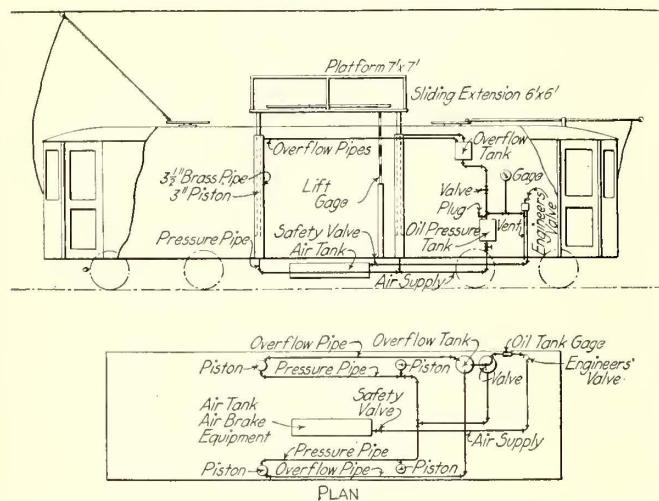 Platform 7'x7'
Sliding Extension 6'x6'
Overflow Pipes
Overflow
Tank
3½" Brass Pipe
3" Piston
Lift
Gage
Valve
Gage
Plug
Engineers'
Valve
Pressure Pipe
Safety Valve
Air Tank
Oil Pressure
Tank
Vent
Air Supply
Overflow Pipe
Overflow Tank
Oil Tank Gage
Piston
Pressure Pipe
Piston
Valve
Engineers'
Valve
Air Tank
Air Brake
Equipment
Safety
Valve
Air Supply
Pressure Pipe
Piston
Overflow Pipe
Piston
PLAN